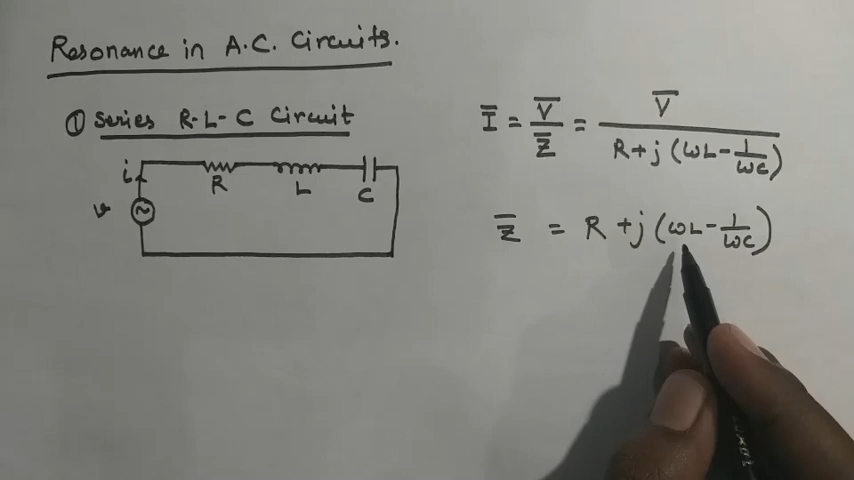 Resonance in A.C. Circuits.
① Series R-L-C Circuit
i R L C
v
I̅ = V̅/Z̅ = V̅/(R+j(ωL-1/ωC))
Z̅ = R+j(ωL-1/ωC)